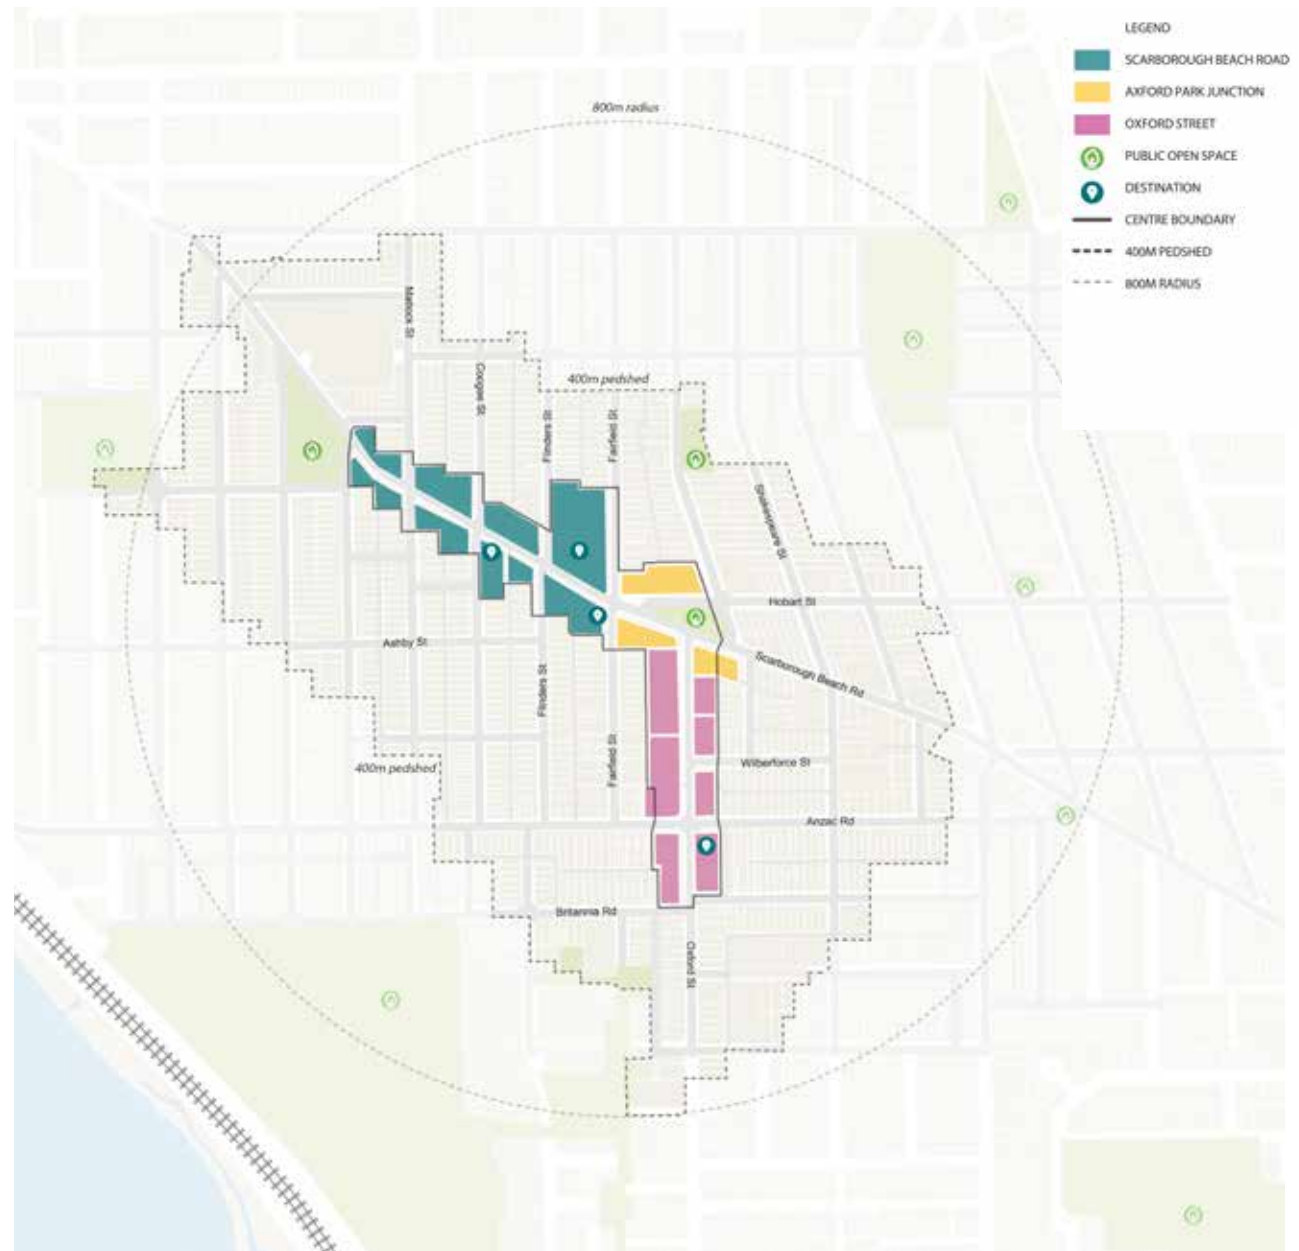 LEGEND
SCARBOROUGH BEACH ROAD
AXFORD PARK JUNCTION
OXFORD STREET
PUBLIC OPEN SPACE
DESTINATION
CENTRE BOUNDARY
400M PEDSHED
800M RADIUS
800m radius
Matlock St
Coogee St
400m pedshed
Flinders St
Fairfield St
Shakespeare St
Hobart St
Ashby St
Scarborough Beach Rd
Flinders St
Fairfield St
400m pedshed
Wilberforce St
Anzac Rd
Britannia Rd
Oxford St